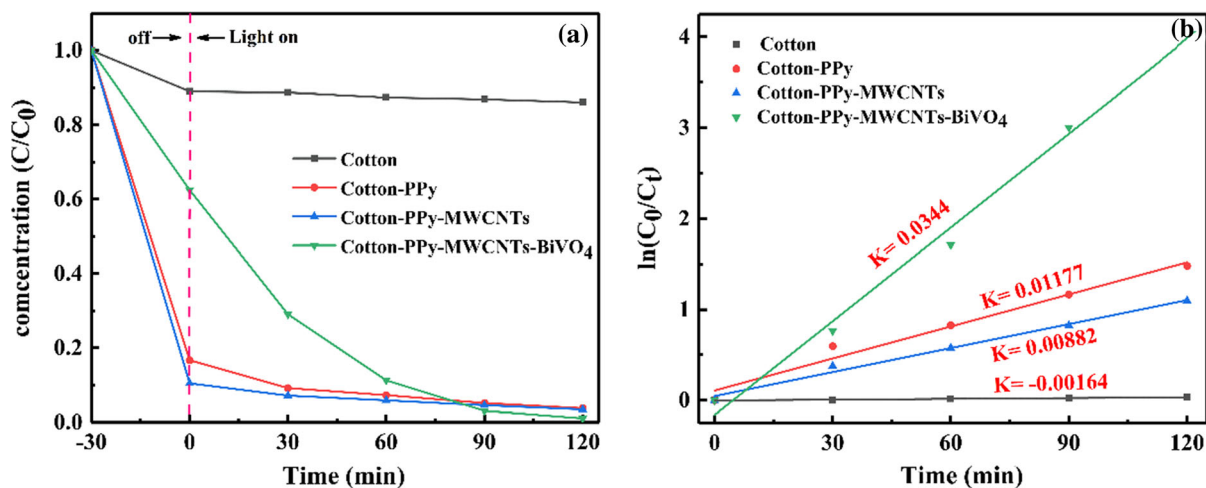 off
Light on
(a)
1.0
0.8
0.6
0.4
0.2
0.0
comcentration (C/C₀)
Cotton
Cotton-PPy
Cotton-PPy-MWCNTs
Cotton-PPy-MWCNTs-BiVO₄
-30 0 30 60 90 120
Time (min)
(b)
4
3
2
1
0
ln(C₀/Cₜ)
Cotton
Cotton-PPy
Cotton-PPy-MWCNTs
Cotton-PPy-MWCNTs-BiVO₄
K= 0.0344
K= 0.01177
K= 0.00882
K= -0.00164
0 30 60 90 120
Time (min)